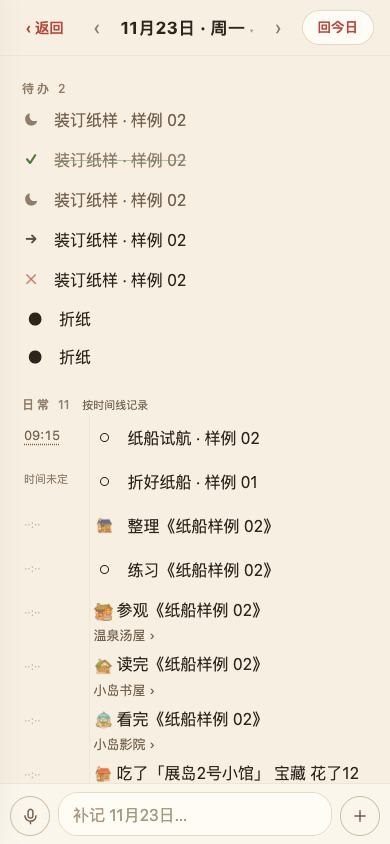 ‹ 返回 ‹ 11月23日 · 周一 · › 回今日
待办 2
装订纸样 · 样例 02
装订纸样 · 样例 02
装订纸样 · 样例 02
装订纸样 · 样例 02
装订纸样 · 样例 02
折纸
折纸
日常 11 按时间线记录
09:15 纸船试航 · 样例 02
时间未定 折好纸船 · 样例 01
--:-- 整理《纸船样例 02》
--:-- 练习《纸船样例 02》
--:-- 参观《纸船样例 02》
温泉汤屋 ›
--:-- 读完《纸船样例 02》
小岛书屋 ›
--:-- 看完《纸船样例 02》
小岛影院 ›
--:-- 吃了「展岛2号小馆」 宝藏 花了12
补记 11月23日…